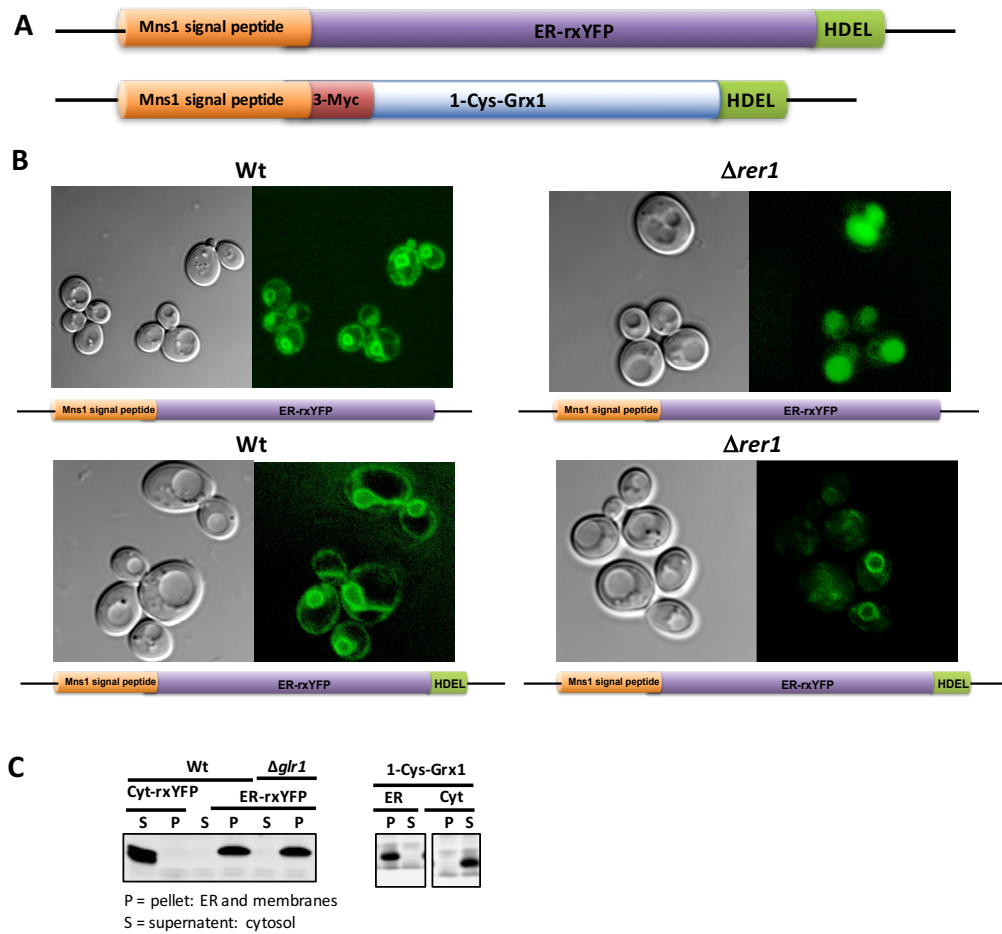 A
Mns1 signal peptide ER-rxYFP HDEL
Mns1 signal peptide 3-Myc 1-Cys-Grx1 HDEL
B
Wt Δrer1
Mns1 signal peptide ER-rxYFP
Mns1 signal peptide ER-rxYFP
Wt Δrer1
Mns1 signal peptide ER-rxYFP HDEL
Mns1 signal peptide ER-rxYFP HDEL
C
Wt Δglr1
Cyt-rxYFP ER-rxYFP
S P S P S P
1-Cys-Grx1
ER Cyt
P S P S
P = pellet: ER and membranes
S = supernatent: cytosol